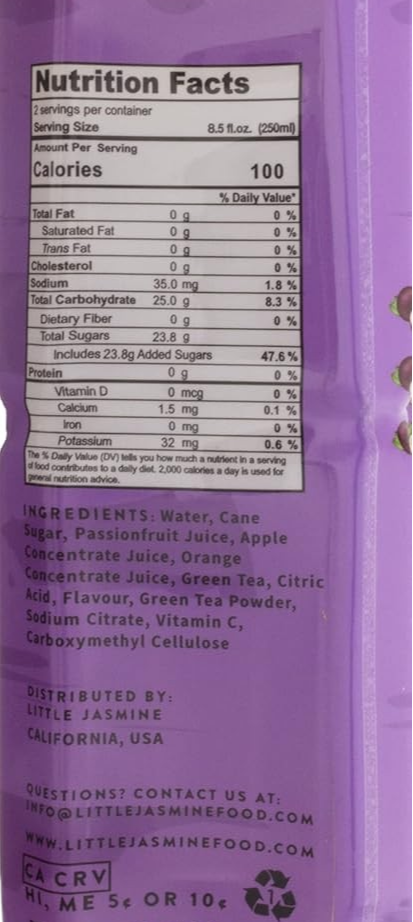 Nutrition Facts
2 servings per container
Serving Size 8.5 fl.oz. (250ml)
Amount Per Serving
Calories 100
% Daily Value*
Total Fat 0 g 0 %
Saturated Fat 0 g 0 %
Trans Fat 0 g 0 %
Cholesterol 0 g 0 %
Sodium 35.0 mg 1.8 %
Total Carbohydrate 25.0 g 8.3 %
Dietary Fiber 0 g 0 %
Total Sugars 23.8 g
Includes 23.8g Added Sugars 47.6%
Protein 0 g 0 %
Vitamin D 0 mcg 0 %
Calcium 1.5 mg 0.1 %
Iron 0 mg 0 %
Potassium 32 mg 0.6 %
The % Daily Value (DV) tells you how much a nutrient in a serving
of food contributes to a daily diet. 2,000 calories a day is used for
general nutrition advice.
INGREDIENTS: Water, Cane
Sugar, Passionfruit Juice, Apple
Concentrate Juice, Orange
Concentrate Juice, Green Tea, Citric
Acid, Flavour, Green Tea Powder,
Sodium Citrate, Vitamin C,
Carboxymethyl Cellulose
DISTRIBUTED BY:
LITTLE JASMINE
CALIFORNIA, USA
QUESTIONS? CONTACT US AT:
INFO@LITTLEJASMINEFOOD.COM
WWW.LITTLEJASMINEFOOD.COM
CA CRV
HI, ME 5¢ OR 10¢
1